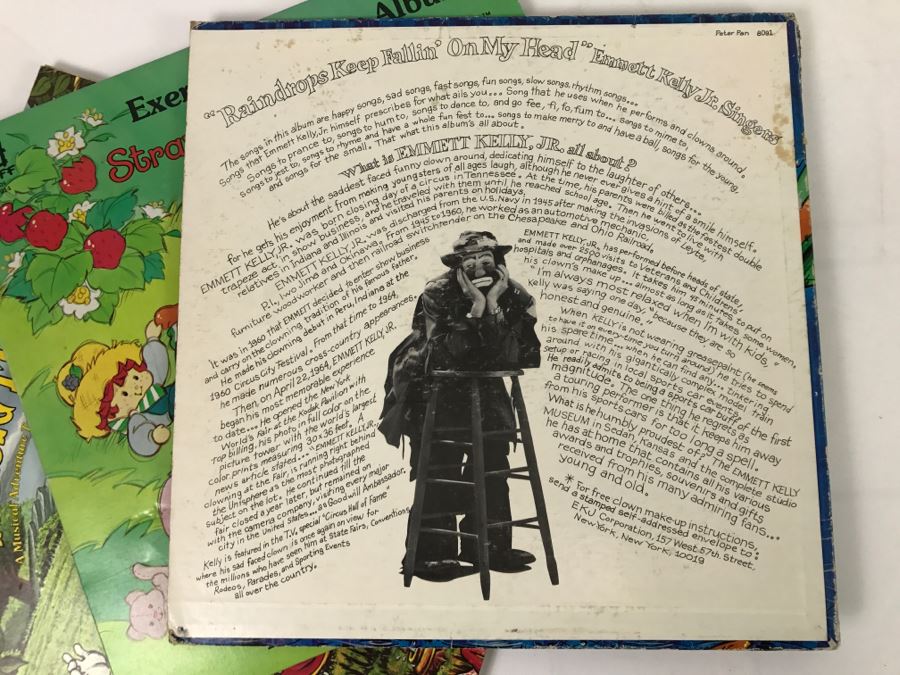 Album
Exer
Stra
A Musical Adventure
Peter Pan 8091
"Raindrops Keep Fallin' On My Head" Emmett Kelly Jr. Singers
The songs in this album are happy songs, sad songs, fast songs, fun songs, slow songs, rhythm songs...
Songs that Emmett Kelly, Jr. himself prescribes for what ails you... Song that he uses when he performs and clowns around.
Songs to prance to, songs to hum to, songs to dance to, and go fee, fi, fo, fum to... songs to mime to,
songs to jest to, songs to rhyme and have a whole fun fest to... songs to make merry to and have a ball, songs for the young,
and songs for the small. That what this album's all about.
What is EMMETT KELLY, JR. all about?
He's about the saddest faced funny clown around, dedicating himself to the laughter of others...
for he gets his enjoyment from making youngsters of all ages laugh, although he never ever gives a hint of a smile himself.
EMMETT KELLY JR. was born closing day of a circus in Tennessee. At the time, his parents were billed as the fastest double
trapeze act in show business, and he traveled with them until he reached school age. Then he went to live with
relatives in Indiana and Illinois and visited his parents on holidays.
EMMETT KELLY, JR. was discharged from the U.S. Navy in 1945 after making the invasions of Leyte,
P.I., Iwo Jima and Okinawa. From 1945 to 1960, he worked as an automotive mechanic,
furniture woodworker and then railroad switchtender on the Chesapeake and Ohio Railroad.
It was in 1960 that EMMETT decided to enter show business
and carry on the clowning tradition of his famous father.
He made his clowning debut in Peru, Indiana at the
1960 Circus City Festival. From that time to 1964,
he made numerous cross-country appearances.
Then, on April 22, 1964, EMMETT KELLY, JR.
began his most memorable experience
to date... He opened the New York
World's Fair at the Kodak Pavilion with
top billing, his photo in full color on the
picture tower with the world's largest
color prints measuring 30x36 feet. A
news article stated... "EMMETT KELLY, JR.,
clowning at the Fair, is running right behind
the Unisphere as the most photographed
subject on the lot." He continued till the
fair closed a year later, but remained on
with the camera company visiting every major
city in the United States... as Good Will Ambassador.
Kelly is featured in the T.V. special "Circus Hall of Fame"
where his sad faced clown is once again on view for
the millions who have seen him at State Fairs, Conventions,
Rodeos, Parades, and Sporting Events
all over the country.
EMMETT KELLY JR., has performed before heads of state,
and made over 2500 visits to Veterans and Childrens'
hospitals and orphanages. It takes him 45 minutes to put on
his clown's make up... almost as long as it takes some women.
"I'm always most relaxed when I'm with kids,"
Kelly was saying one day, "because they are so
honest and genuine."
When KELLY is not wearing greasepaint (he seems
to have it on every-time you turn around) he tries to spend
his spare time... when he can find any... tinkering
around with his gigantically complex model train
setup or racing in local sports car events.
He readily admits to being a sports car buff of the first
magnitude. The one thing he regrets as
a touring performer is that it keeps him away
from his sports cars for too long a spell.
What is he humbly proudest of? The EMMETT KELLY
MUSEUM in Sedan, Kansas and the complete studio
he has at home that contains all his various
awards and trophies, souvenirs and gifts
received from his many admiring fans...
young and old.
* For free clown make-up instructions,
send a stamped self-addressed envelope to:
EKJ Corporation, 157 West 57th. Street,
New York, New York, 10019